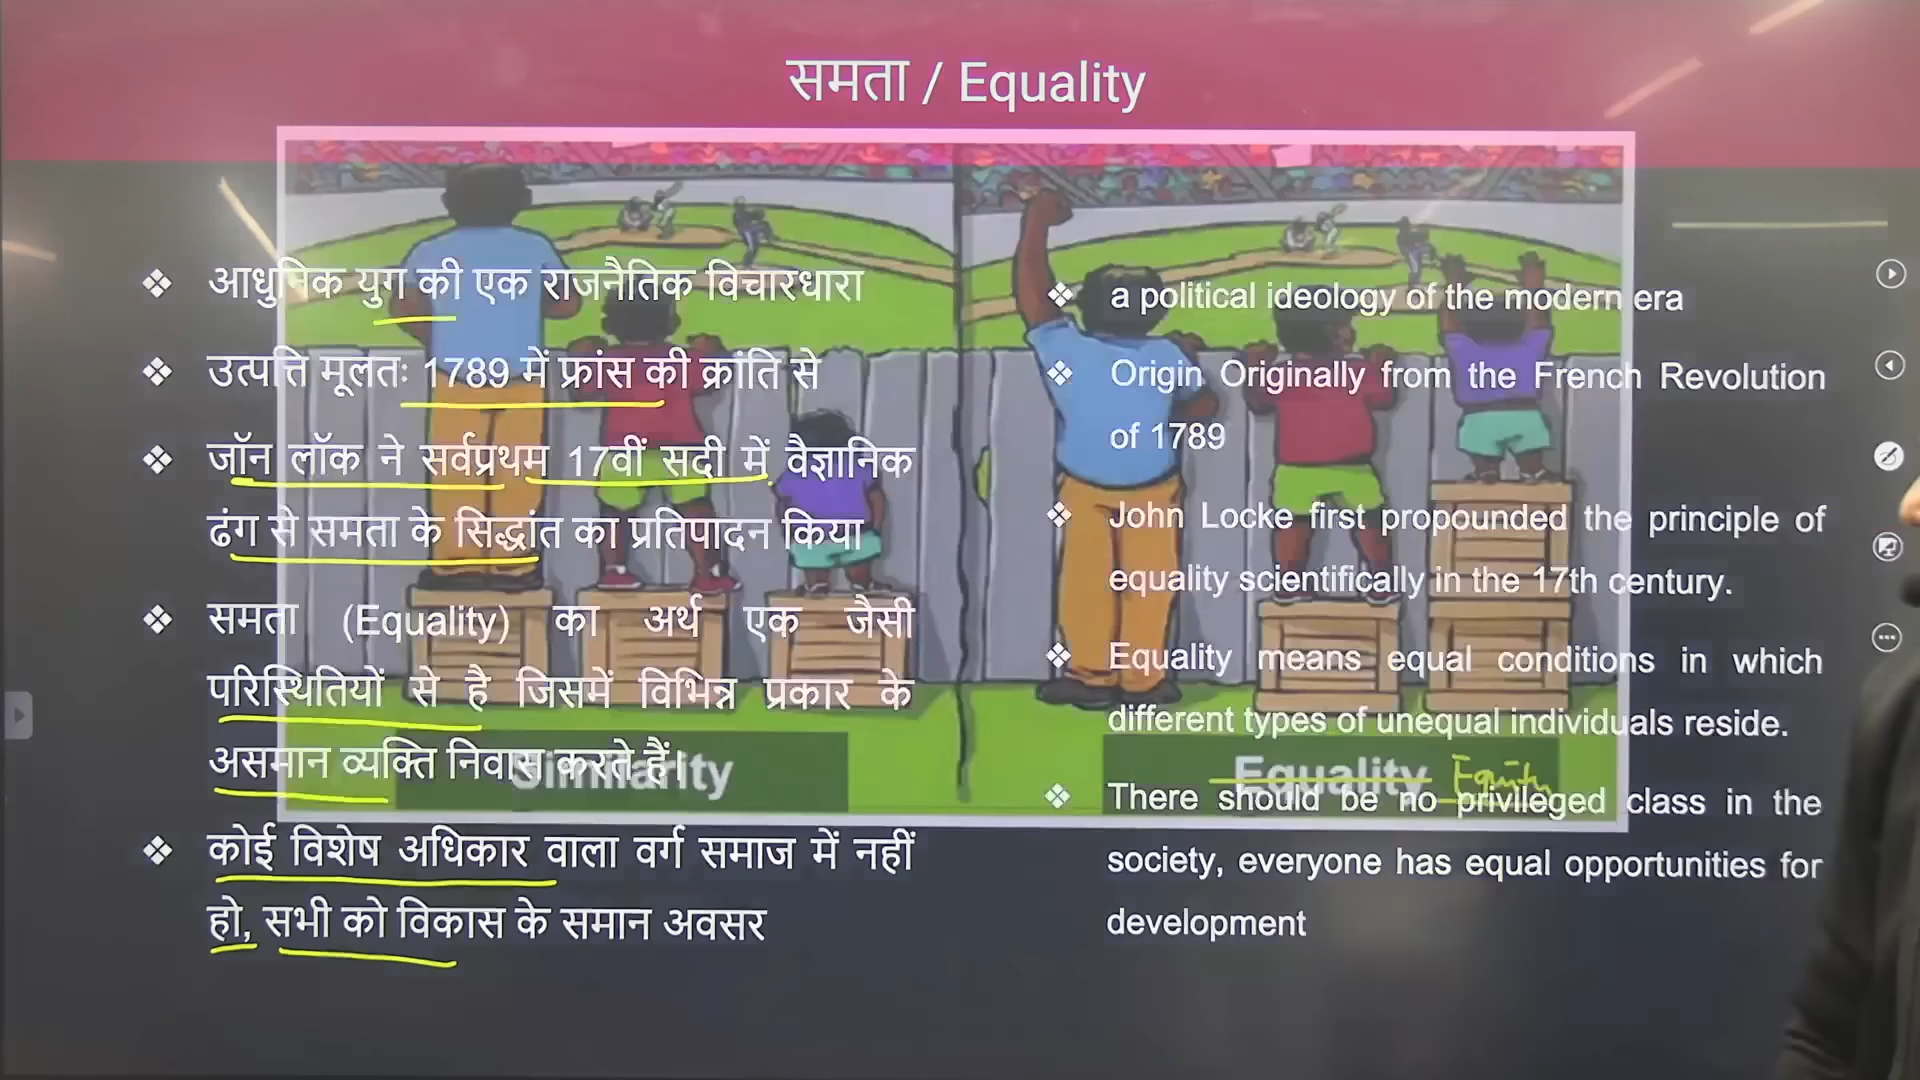 समता / Equality
❖ आधुनिक युग की एक राजनैतिक विचारधारा
❖ उत्पत्ति मूलतः 1789 में फ्रांस की क्रांति से
❖ जॉन लॉक ने सर्वप्रथम 17वीं सदी में वैज्ञानिक
ढंग से समता के सिद्धांत का प्रतिपादन किया
❖ समता (Equality) का अर्थ एक जैसी
परिस्थितियों से है जिसमें विभिन्न प्रकार के
असमान व्यक्ति निवास करते हैं।
❖ कोई विशेष अधिकार वाला वर्ग समाज में नहीं
हो, सभी को विकास के समान अवसर
❖ a political ideology of the modern era
❖ Origin Originally from the French Revolution
of 1789
❖ John Locke first propounded the principle of
equality scientifically in the 17th century.
❖ Equality means equal conditions in which
different types of unequal individuals reside.
❖ There should be no privileged class in the
society, everyone has equal opportunities for
development
Similarity
Equality Equity